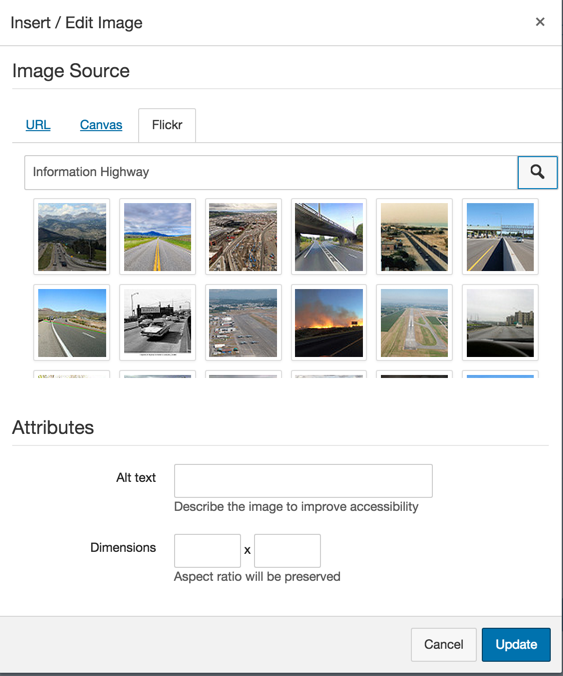 Insert / Edit Image
×
Image Source
URL
Canvas
Flickr
Information Highway
Attributes
Alt text
Describe the image to improve accessibility
Dimensions
x
Aspect ratio will be preserved
Cancel
Update